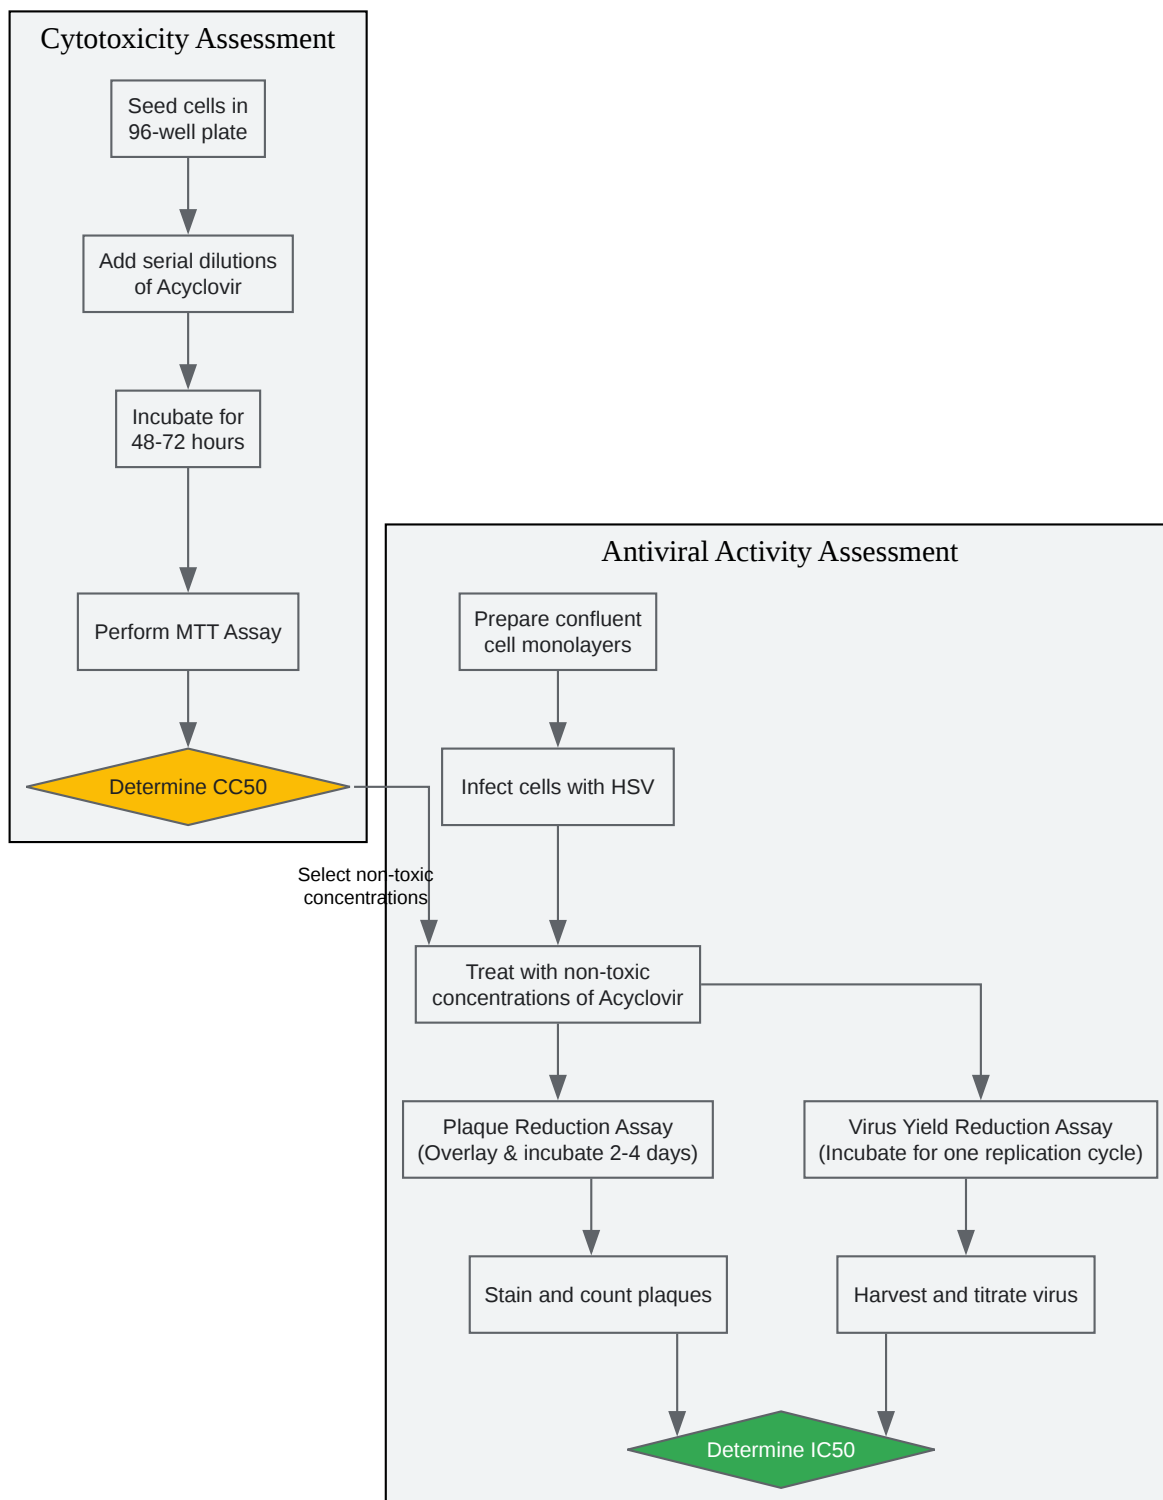 Cytotoxicity Assessment
Seed cells in
96-well plate
Add serial dilutions
of Acyclovir
Incubate for
48-72 hours
Perform MTT Assay
Determine CC50
Select non-toxic
concentrations
Antiviral Activity Assessment
Prepare confluent
cell monolayers
Infect cells with HSV
Treat with non-toxic
concentrations of Acyclovir
Plaque Reduction Assay
(Overlay & incubate 2-4 days)
Virus Yield Reduction Assay
(Incubate for one replication cycle)
Stain and count plaques
Harvest and titrate virus
Determine IC50